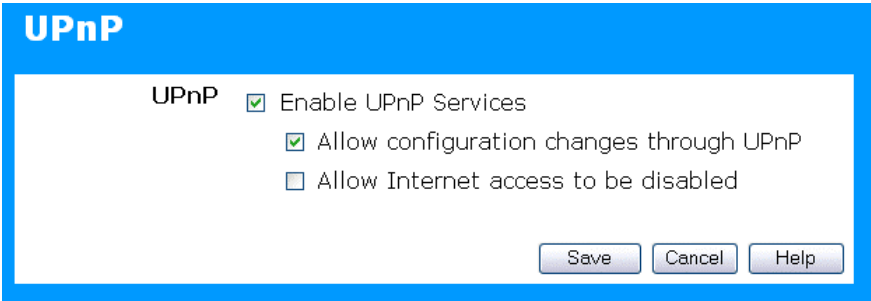 UPnP
UPnP Enable UPnP Services
Allow configuration changes through UPnP
Allow Internet access to be disabled
Save Cancel Help